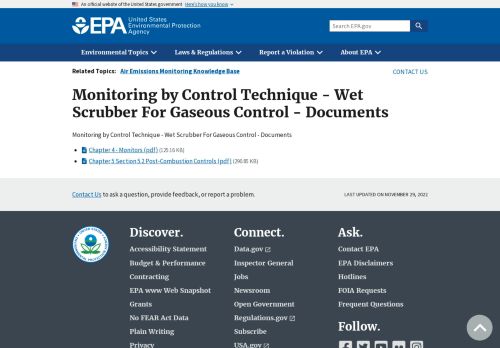 An official website of the United States government Here's how you know
EPA United States
Environmental Protection
Agency
Search EPA.gov
Environmental Topics Laws & Regulations Report a Violation About EPA
Related Topics: Air Emissions Monitoring Knowledge Base
CONTACT US
Monitoring by Control Technique - Wet
Scrubber For Gaseous Control - Documents
Monitoring by Control Technique - Wet Scrubber For Gaseous Control - Documents
Chapter 4 - Monitors (pdf)
Chapter 5 Section 5.2 Post-Combustion Controls (pdf) (296.85 KB)
Contact Us to ask a question, provide feedback, or report a problem.
LAST UPDATED ON NOVEMBER 29, 2022
Discover.
Accessibility Statement
Budget & Performance
Contracting
EPA www Web Snapshot
Grants
No FEAR Act Data
Plain Writing
Privacy
Connect.
Data.gov
Inspector General
Jobs
Newsroom
Open Government
Regulations.gov
Subscribe
USA.gov
Ask.
Contact EPA
EPA Disclaimers
Hotlines
FOIA Requests
Frequent Questions
Follow.